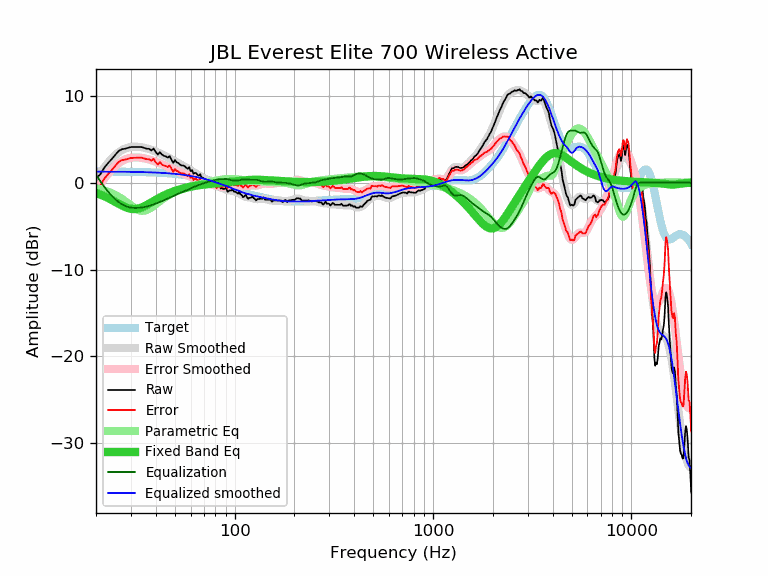 JBL Everest Elite 700 Wireless Active
10
0
−10
−20
−30
Amplitude (dBr)
Target
Raw Smoothed
Error Smoothed
Raw
Error
Parametric Eq
Fixed Band Eq
Equalization
Equalized smoothed
100
1000
10000
Frequency (Hz)